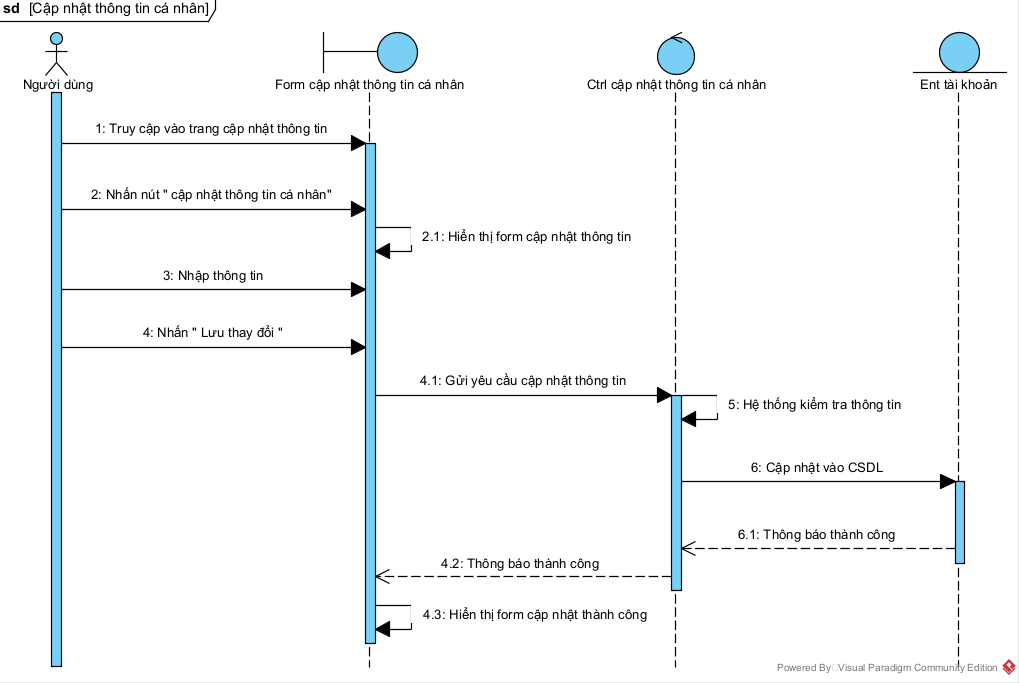 sd [Cập nhật thông tin cá nhân]
Người dùng
Form cập nhật thông tin cá nhân
Ctrl cập nhật thông tin cá nhân
Ent tài khoản
1: Truy cập vào trang cập nhật thông tin
2: Nhấn nút " cập nhật thông tin cá nhân"
2.1: Hiển thị form cập nhật thông tin
3: Nhập thông tin
4: Nhấn " Lưu thay đổi "
4.1: Gửi yêu cầu cập nhật thông tin
5: Hệ thống kiểm tra thông tin
6: Cập nhật vào CSDL
6.1: Thông báo thành công
4.2: Thông báo thành công
4.3: Hiển thị form cập nhật thành công
Powered By Visual Paradigm Community Edition